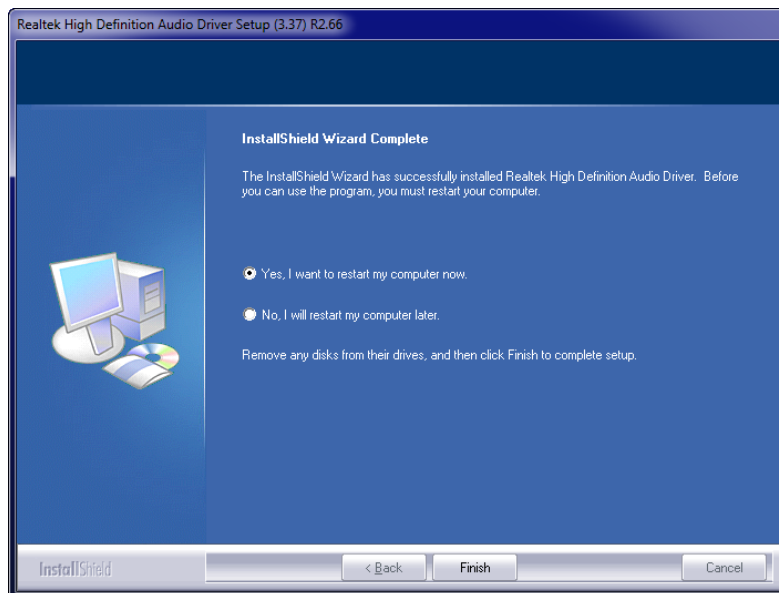 Realtek High Definition Audio Driver Setup (3.37) R2.66
InstallShield Wizard Complete
The InstallShield Wizard has successfully installed Realtek High Definition Audio Driver. Before
you can use the program, you must restart your computer.
Yes, I want to restart my computer now.
No, I will restart my computer later.
Remove any disks from their drives, and then click Finish to complete setup.
InstallShield
< Back
Finish
Cancel